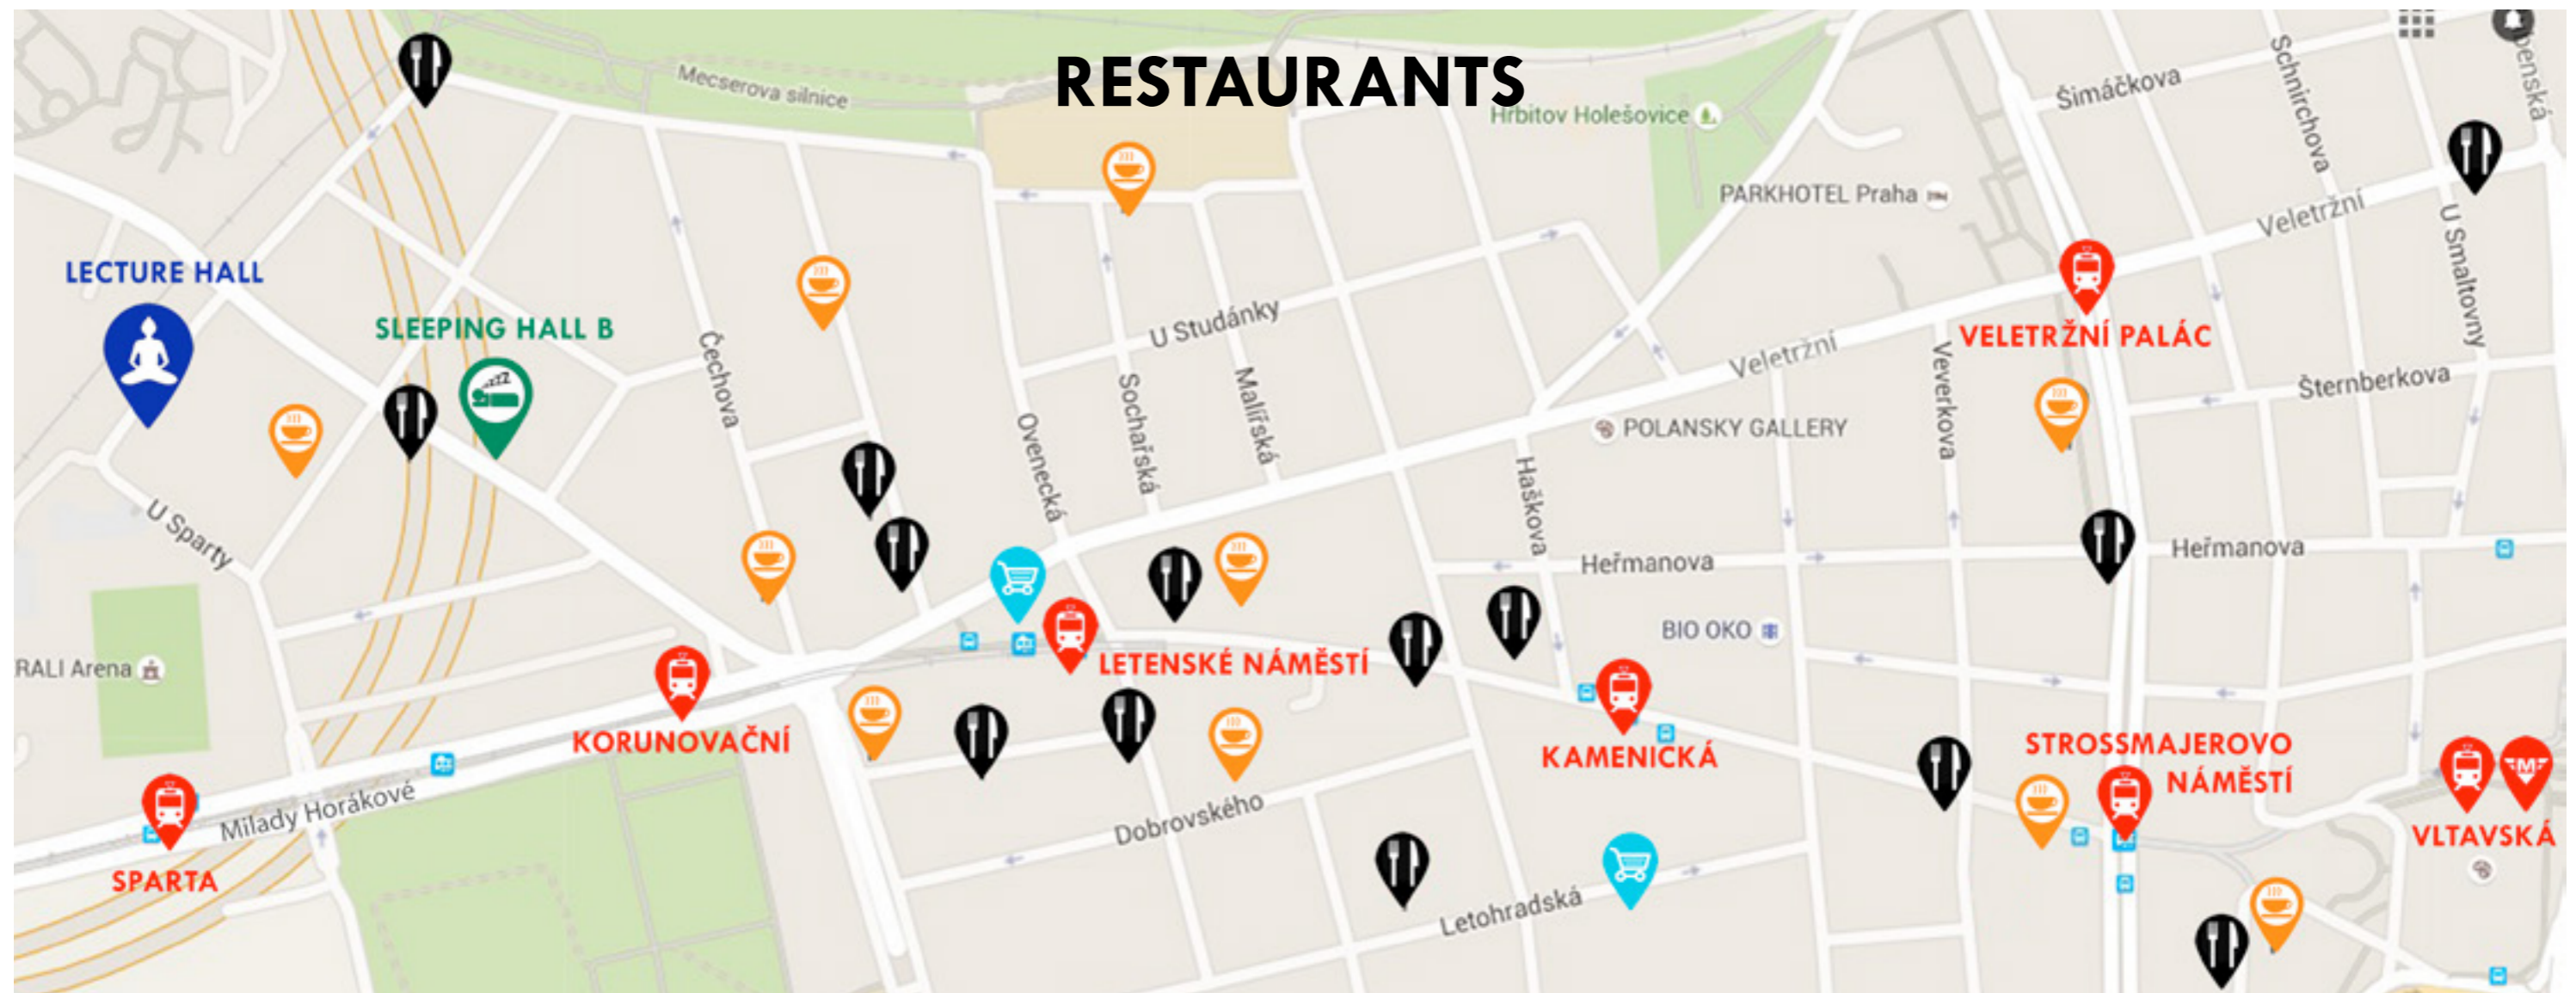 RESTAURANTS
Mecserova silnice
Hrbitov Holešovice
Šimáčkova
Schnirchova
PARKHOTEL Praha
Veletržní
U Smaltovny
LECTURE HALL
SLEEPING HALL B
zzZ
Čechova
U Studánky
Ovenecká
Sochařská
Malířská
Veletržní
VELETRŽNÍ PALÁC
Veverkova
Šternberkova
POLANSKY GALLERY
Haškova
U Sparty
Heřmanova
Heřmanova
BIO OKO
RALI Arena
LETENSKÉ NÁMĚSTÍ
KORUNOVAČNÍ
KAMENICKÁ
STROSSMAJEROVO
NÁMĚSTÍ
M
VLTAVSKÁ
Milady Horákové
Dobrovského
SPARTA
Letohradská